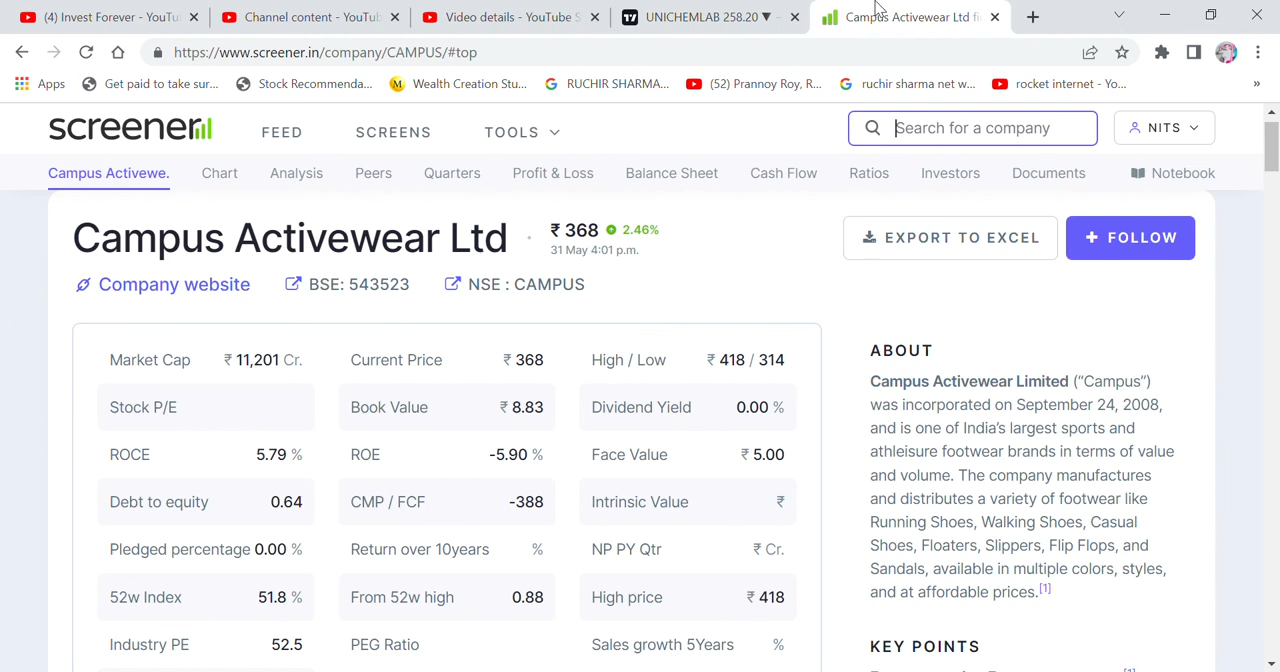 (4) Invest Forever - YouTu
Channel content - YouTub
Video details - YouTube S
UNICHEMLAB 258.20 ▼ -
Campus Activewear Ltd fi
https://www.screener.in/company/CAMPUS/#top
Apps
Get paid to take sur...
Stock Recommenda...
Wealth Creation Stu...
RUCHIR SHARMA...
(52) Prannoy Roy, R...
ruchir sharma net w...
rocket internet - Yo...
»
screener
FEED
SCREENS
TOOLS
Search for a company
NITS
Campus Activewe.
Chart
Analysis
Peers
Quarters
Profit & Loss
Balance Sheet
Cash Flow
Ratios
Investors
Documents
Notebook
Campus Activewear Ltd
₹ 368 2.46%
31 May 4:01 p.m.
EXPORT TO EXCEL
+ FOLLOW
Company website
BSE: 543523
NSE : CAMPUS
Market Cap ₹ 11,201 Cr.
Current Price ₹ 368
High / Low ₹ 418 / 314
Stock P/E
Book Value ₹ 8.83
Dividend Yield 0.00 %
ROCE 5.79 %
ROE -5.90 %
Face Value ₹ 5.00
Debt to equity 0.64
CMP / FCF -388
Intrinsic Value ₹
Pledged percentage 0.00 %
Return over 10years %
NP PY Qtr ₹ Cr.
52w Index 51.8 %
From 52w high 0.88
High price ₹ 418
Industry PE 52.5
PEG Ratio
Sales growth 5Years %
ABOUT
Campus Activewear Limited (“Campus”)
was incorporated on September 24, 2008,
and is one of India’s largest sports and
athleisure footwear brands in terms of value
and volume. The company manufactures
and distributes a variety of footwear like
Running Shoes, Walking Shoes, Casual
Shoes, Floaters, Slippers, Flip Flops, and
Sandals, available in multiple colors, styles,
and at affordable prices.[1]
KEY POINTS